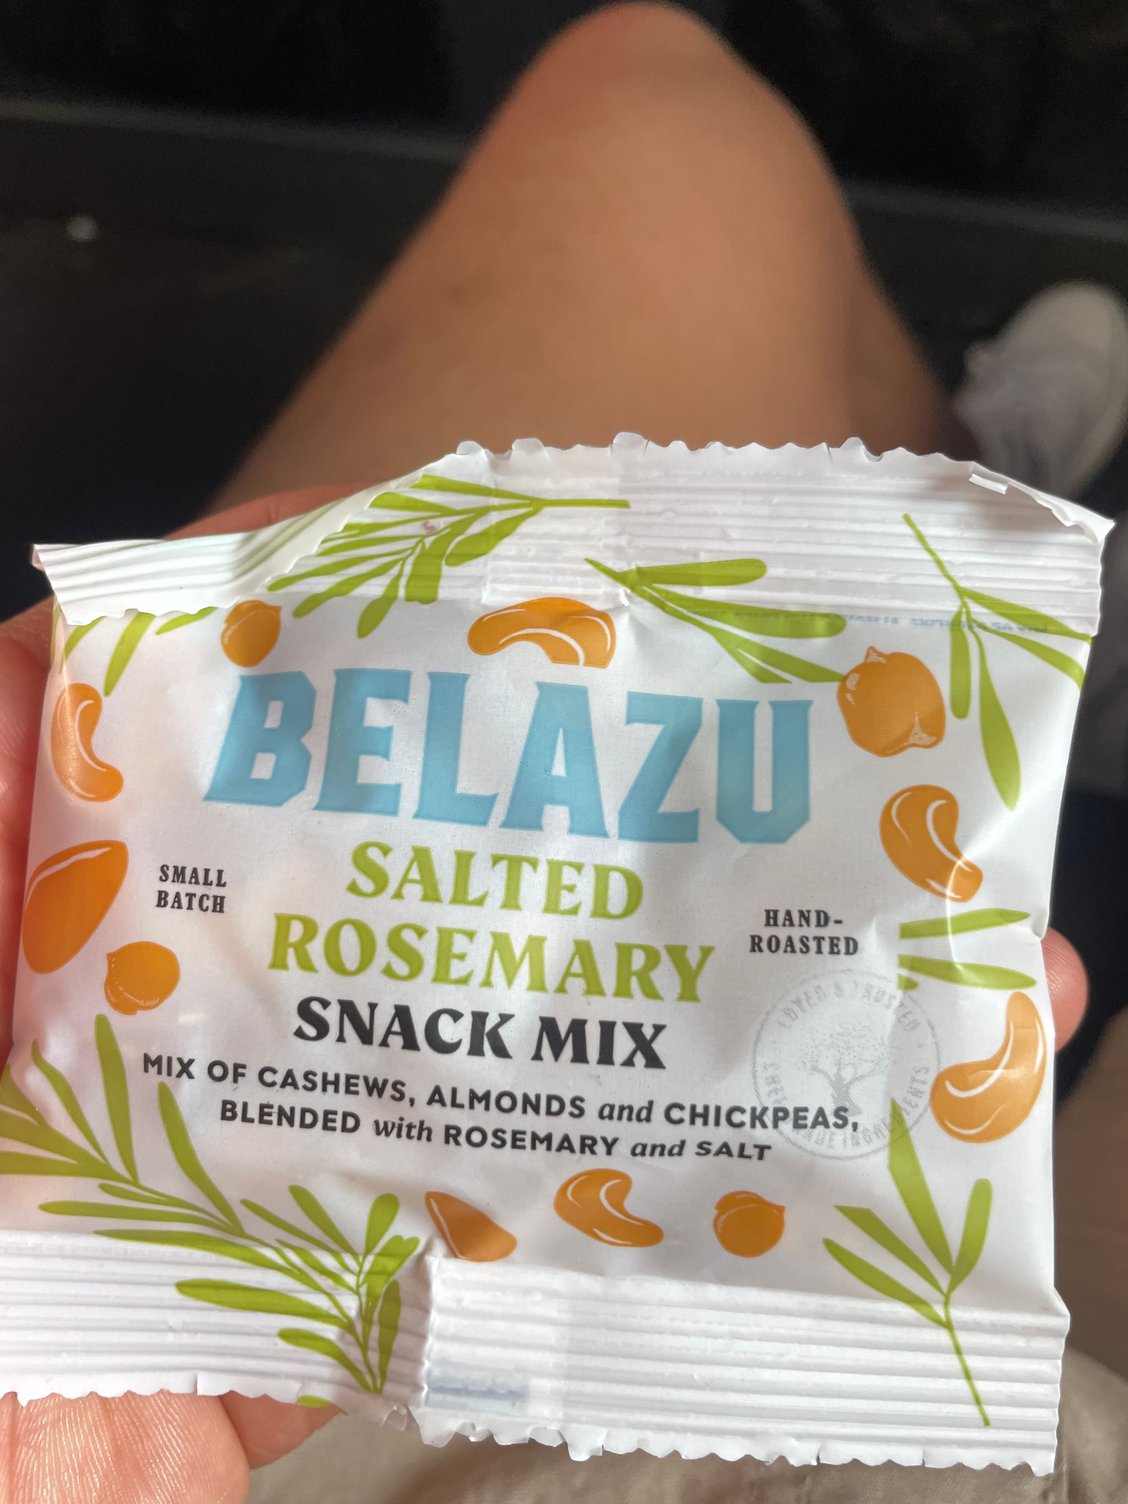 BELAZU
SALTED
ROSEMARY
SNACK MIX
SMALL
BATCH
HAND-
ROASTED
MIX OF CASHEWS, ALMONDS and CHICKPEAS,
BLENDED with ROSEMARY and SALT